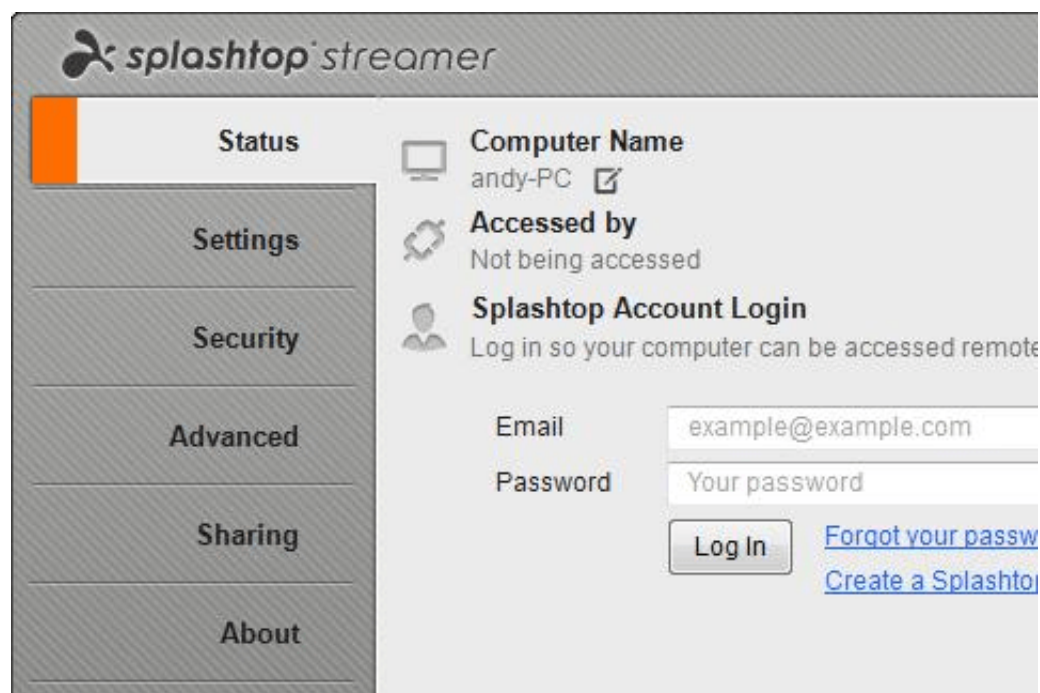 splashtop streamer
Status
Settings
Security
Advanced
Sharing
About
Computer Name
andy-PC
Accessed by
Not being accessed
Splashtop Account Login
Log in so your computer can be accessed remote
Email
example@example.com
Password
Your password
Log In
Forgot your passw
Create a Splashtop